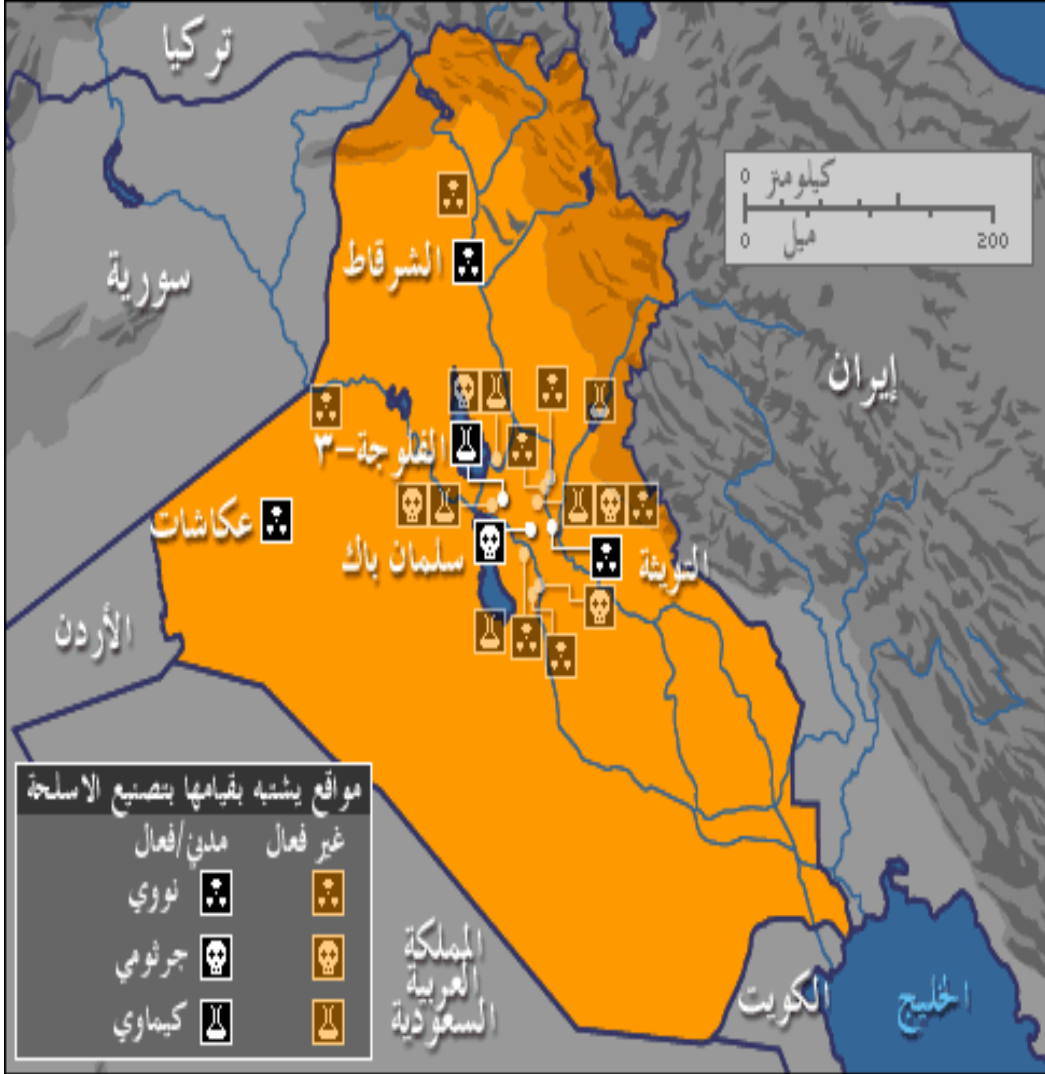 تركيا
سورية
الشرقاط
0 كيلومتر
0 ميل 200
إيران
الفلوجة-٣
عكاشات
سلمان باك
التويثة
الأردن
مواقع يشتبه بقيامها بتصنيع الاسلحة
غير فعال
مدني/فعال
نووي
جرثومي
كيماوي
المملكة
العربية
السعودية
الكويت
الخليج